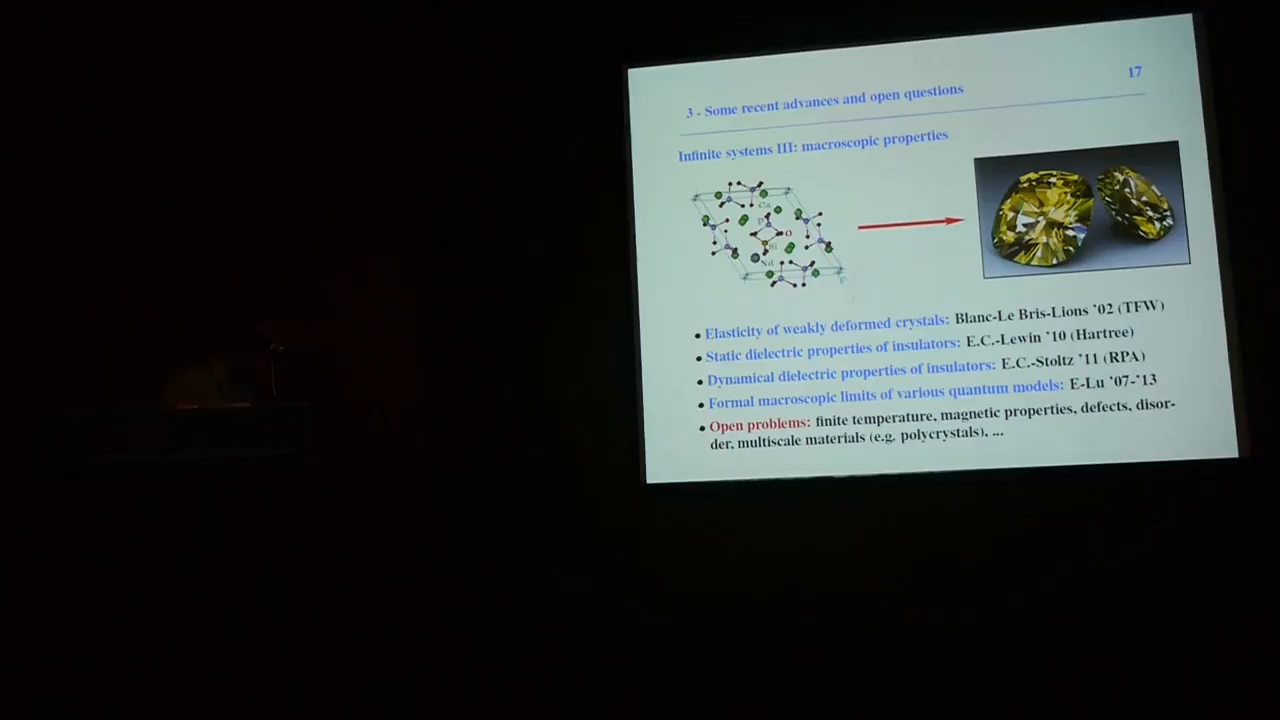 17
3 - Some recent advances and open questions
Infinite systems III: macroscopic properties
Ca
P
O
Si
Nd
F
• Elasticity of weakly deformed crystals: Blanc-Le Bris-Lions '02 (TFW)
• Static dielectric properties of insulators: E.C.-Lewin '10 (Hartree)
• Dynamical dielectric properties of insulators: E.C.-Stoltz '11 (RPA)
• Formal macroscopic limits of various quantum models: E-Lu '07-'13
• Open problems: finite temperature, magnetic properties, defects, disor-
der, multiscale materials (e.g. polycrystals), ...